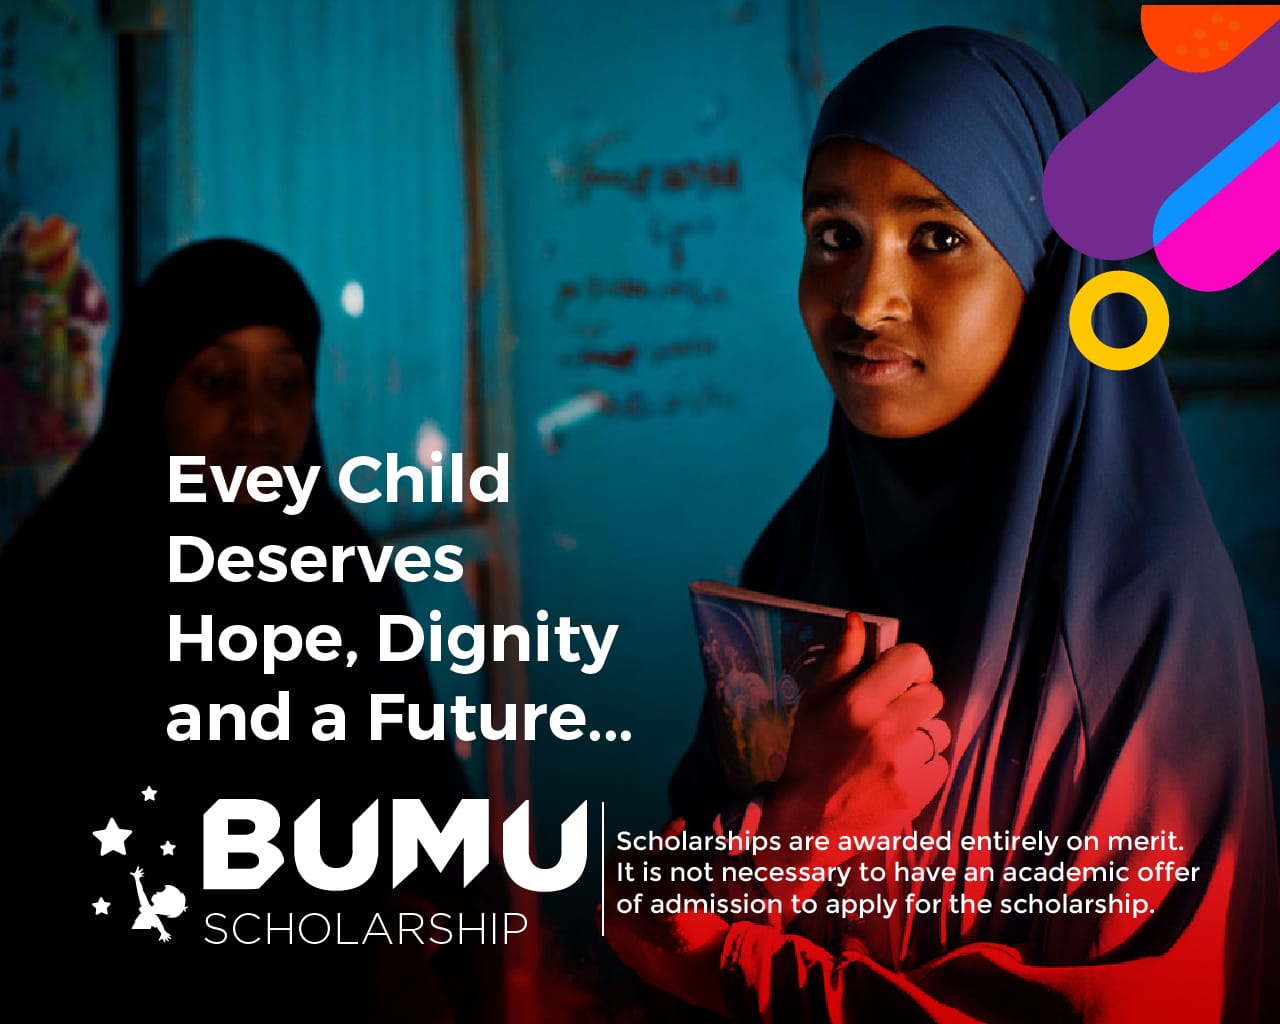 Evey Child
Deserves
Hope, Dignity
and a Future...
BUMU
SCHOLARSHIP
Scholarships are awarded entirely on merit.
It is not necessary to have an academic offer
of admission to apply for the scholarship.